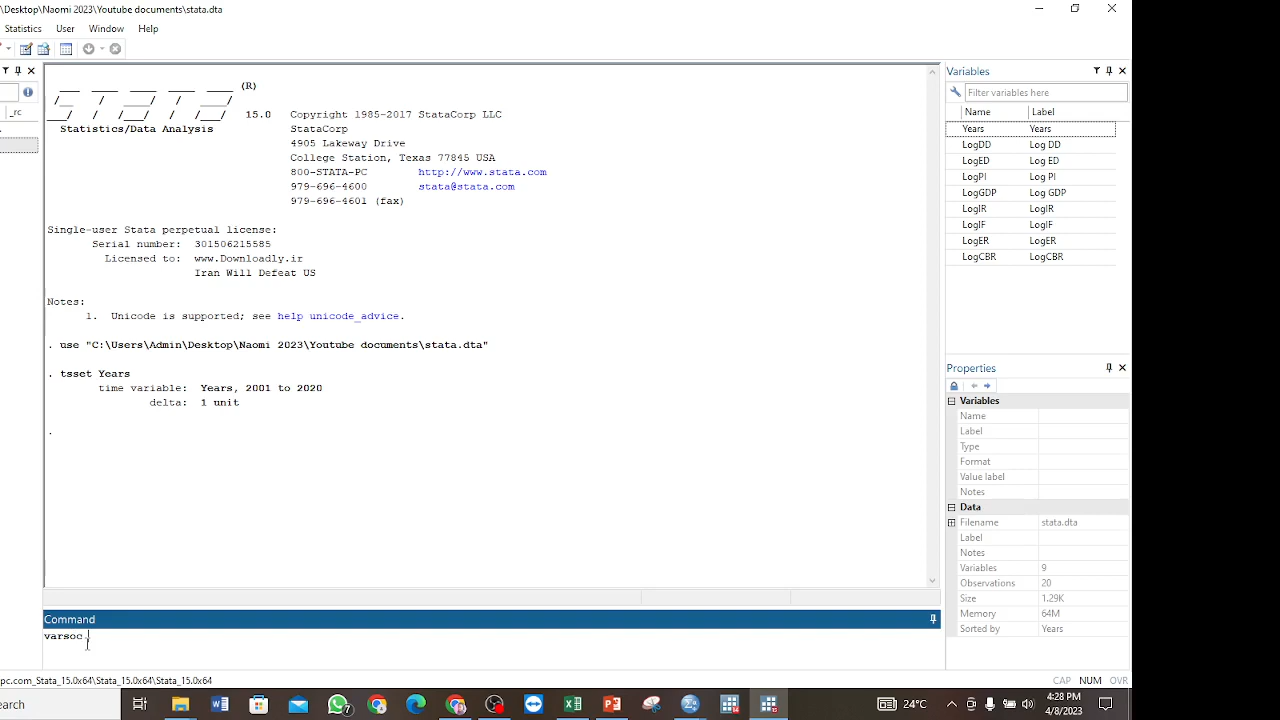 \Desktop\Naomi 2023\Youtube documents\stata.dta
Statistics User Window Help
_rc
(R)
15.0 Copyright 1985-2017 StataCorp LLC
Statistics/Data Analysis StataCorp
4905 Lakeway Drive
College Station, Texas 77845 USA
800-STATA-PC http://www.stata.com
979-696-4600 stata@stata.com
979-696-4601 (fax)
Single-user Stata perpetual license:
Serial number: 301506215585
Licensed to: www.Downloadly.ir
Iran Will Defeat US
Notes:
1. Unicode is supported; see help unicode_advice.
. use "C:\Users\Admin\Desktop\Naomi 2023\Youtube documents\stata.dta"
. tsset Years
time variable: Years, 2001 to 2020
delta: 1 unit
.
Command
varsoc
Variables
Filter variables here
Name Label
Years Years
LogDD Log DD
LogED Log ED
LogPI Log PI
LogGDP Log GDP
LogIR LogIR
LogIF LogIF
LogER LogER
LogCBR LogCBR
Properties
Variables
Name
Label
Type
Format
Value label
Notes
Data
Filename stata.dta
Label
Notes
Variables 9
Observations 20
Size 1.29K
Memory 64M
Sorted by Years
pc.com_Stata_15.0x64\Stata_15.0x64\Stata_15.0x64
CAP NUM OVR
earch
24°C
4:28 PM
4/8/2023